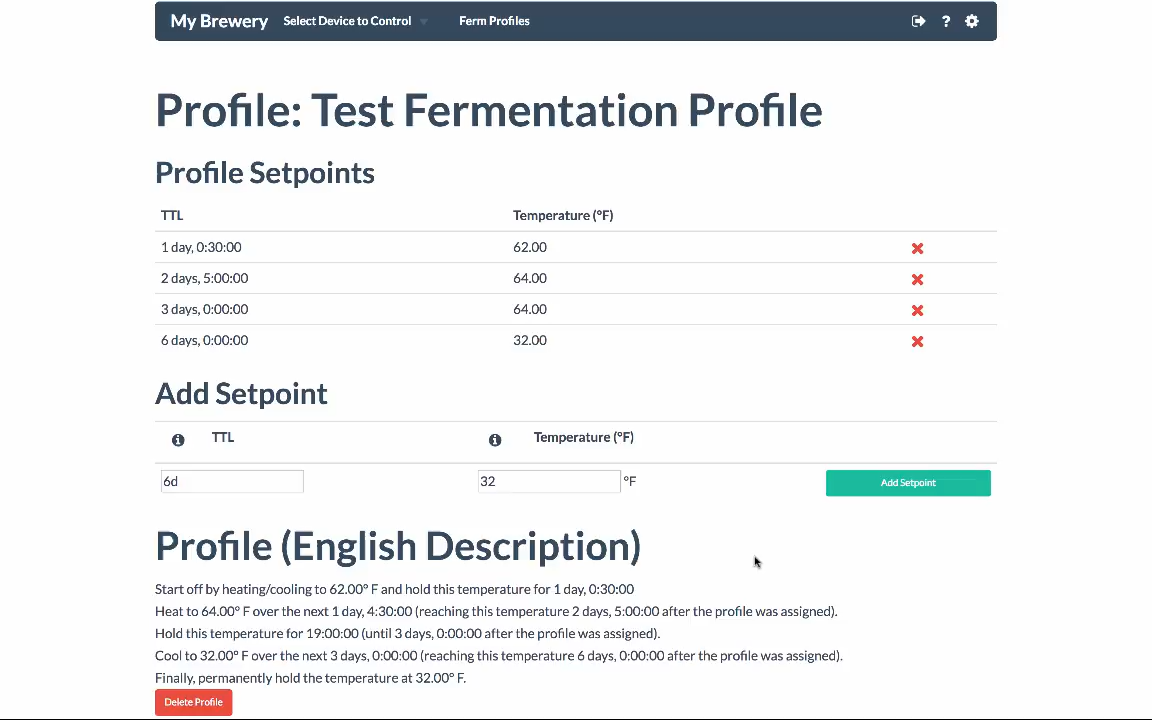 My Brewery Select Device to Control Ferm Profiles ?
Profile: Test Fermentation Profile
Profile Setpoints
TTL Temperature (°F)
1 day, 0:30:00 62.00
2 days, 5:00:00 64.00
3 days, 0:00:00 64.00
6 days, 0:00:00 32.00
Add Setpoint
TTL Temperature (°F)
6d 32 °F Add Setpoint
Profile (English Description)
Start off by heating/cooling to 62.00° F and hold this temperature for 1 day, 0:30:00
Heat to 64.00° F over the next 1 day, 4:30:00 (reaching this temperature 2 days, 5:00:00 after the profile was assigned).
Hold this temperature for 19:00:00 (until 3 days, 0:00:00 after the profile was assigned).
Cool to 32.00° F over the next 3 days, 0:00:00 (reaching this temperature 6 days, 0:00:00 after the profile was assigned).
Finally, permanently hold the temperature at 32.00° F.
Delete Profile